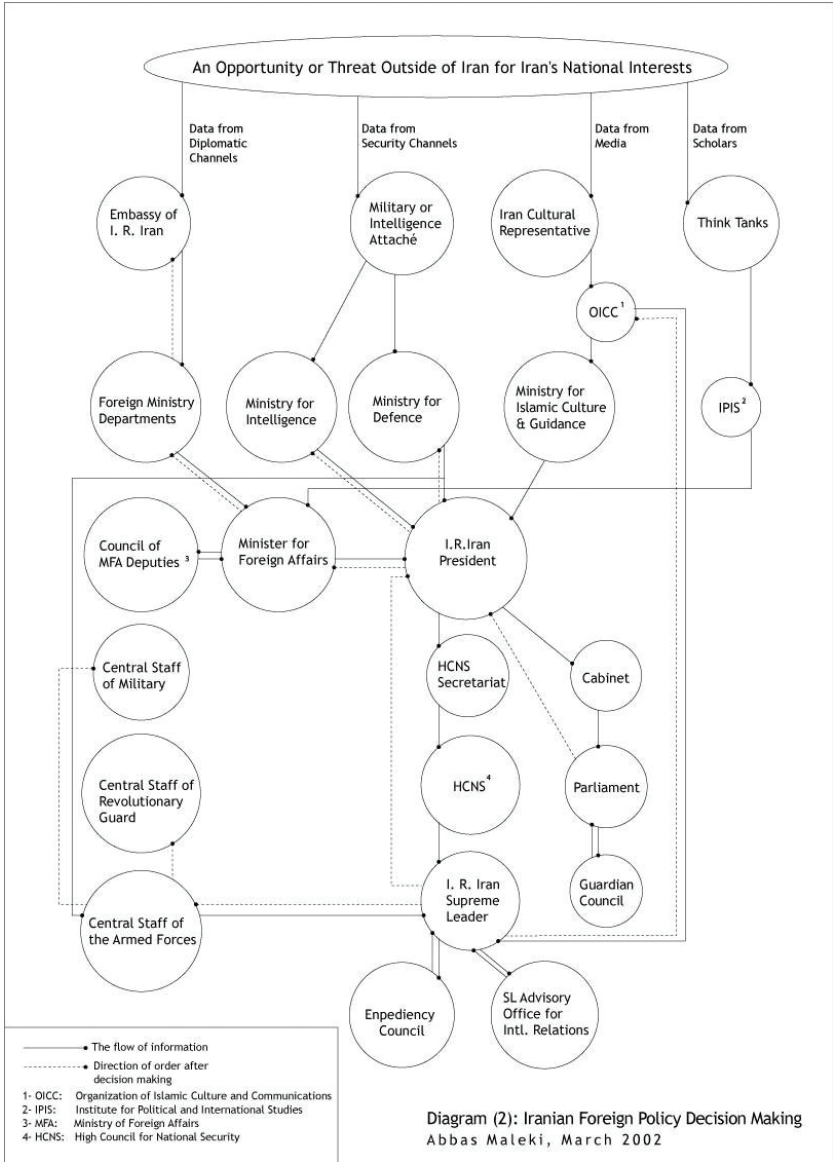 An Opportunity or Threat Outside of Iran for Iran's National Interests
Data from
Diplomatic
Channels
Data from
Security Channels
Data from
Media
Data from
Scholars
Embassy of
I. R. Iran
Military or
Intelligence
Attaché
Iran Cultural
Representative
Think Tanks
OICC 1
Foreign Ministry
Departments
Ministry for
Intelligence
Ministry for
Defence
Ministry for
Islamic Culture
& Guidance
IPIS 2
Council of
MFA Deputies 3
Minister for
Foreign Affairs
I.R.Iran
President
Central Staff
of Military
HCNS
Secretariat
Cabinet
Central Staff of
Revolutionary
Guard
HCNS 4
Parliament
Central Staff of
the Armed Forces
I. R. Iran
Supreme
Leader
Guardian
Council
Enpediency
Council
SL Advisory
Office for
Intl. Relations
The flow of information
Direction of order after
decision making
1- OICC: Organization of Islamic Culture and Communications
2- IPIS: Institute for Political and International Studies
3- MFA: Ministry of Foreign Affairs
4- HCNS: High Council for National Security
Diagram (2): Iranian Foreign Policy Decision Making
Abbas Maleki, March 2002